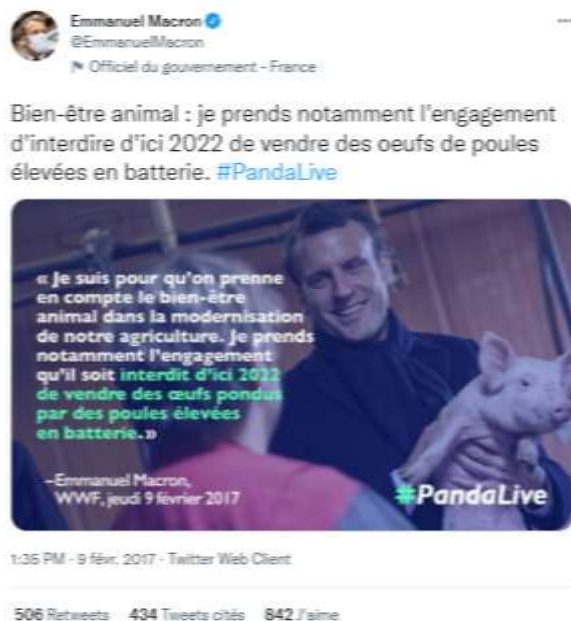 Emmanuel Macron
@EmmanuelMacron
Officiel du gouvernement - France
Bien-être animal : je prends notamment l'engagement
d'interdire d'ici 2022 de vendre des oeufs de poules
élevées en batterie. #PandaLive
« Je suis pour qu'on prenne
en compte le bien-être
animal dans la modernisation
de notre agriculture. Je prends
notamment l'engagement
qu'il soit interdit d'ici 2022
de vendre des œufs pondus
par des poules élevées
en batterie.»
–Emmanuel Macron,
WWF, jeudi 9 février 2017
#PandaLive
1:35 PM · 9 févr. 2017 · Twitter Web Client
506 Retweets 434 Tweets cités 842 J'aime